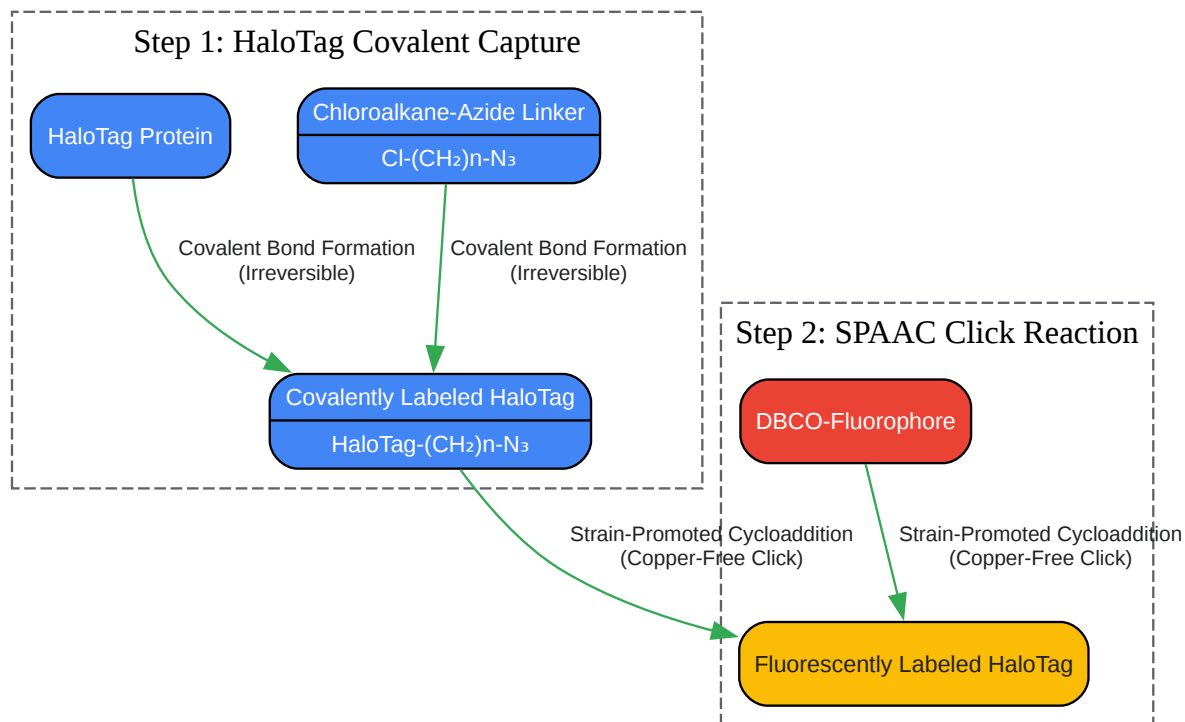 Step 1: HaloTag Covalent Capture
HaloTag Protein
Chloroalkane-Azide Linker
Cl-(CH₂)n-N₃
Covalent Bond Formation
(Irreversible)
Covalent Bond Formation
(Irreversible)
Covalently Labeled HaloTag
HaloTag-(CH₂)n-N₃
Step 2: SPAAC Click Reaction
DBCO-Fluorophore
Strain-Promoted Cycloaddition
(Copper-Free Click)
Strain-Promoted Cycloaddition
(Copper-Free Click)
Fluorescently Labeled HaloTag